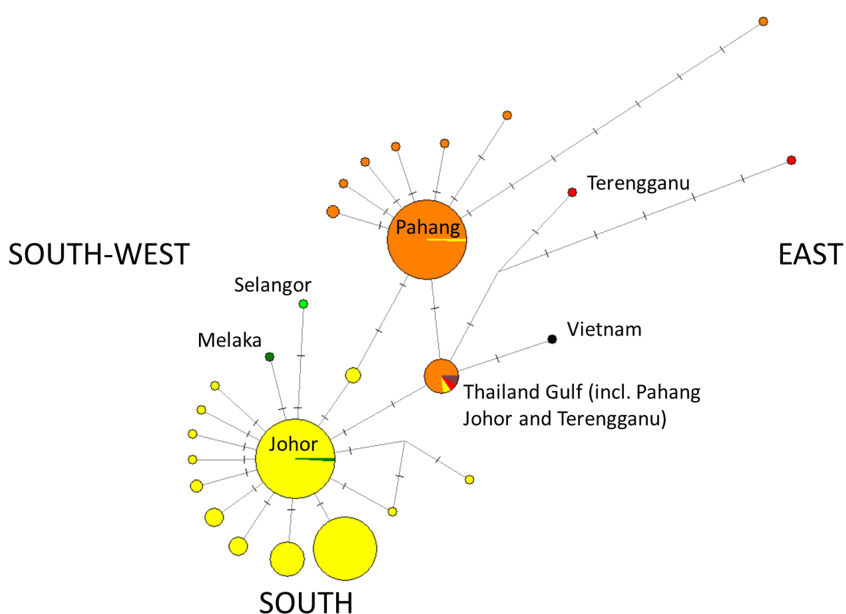 Terengganu
Pahang
SOUTH-WEST
EAST
Selangor
Vietnam
Melaka
Thailand Gulf (incl. Pahang
Johor and Terengganu)
Johor
SOUTH